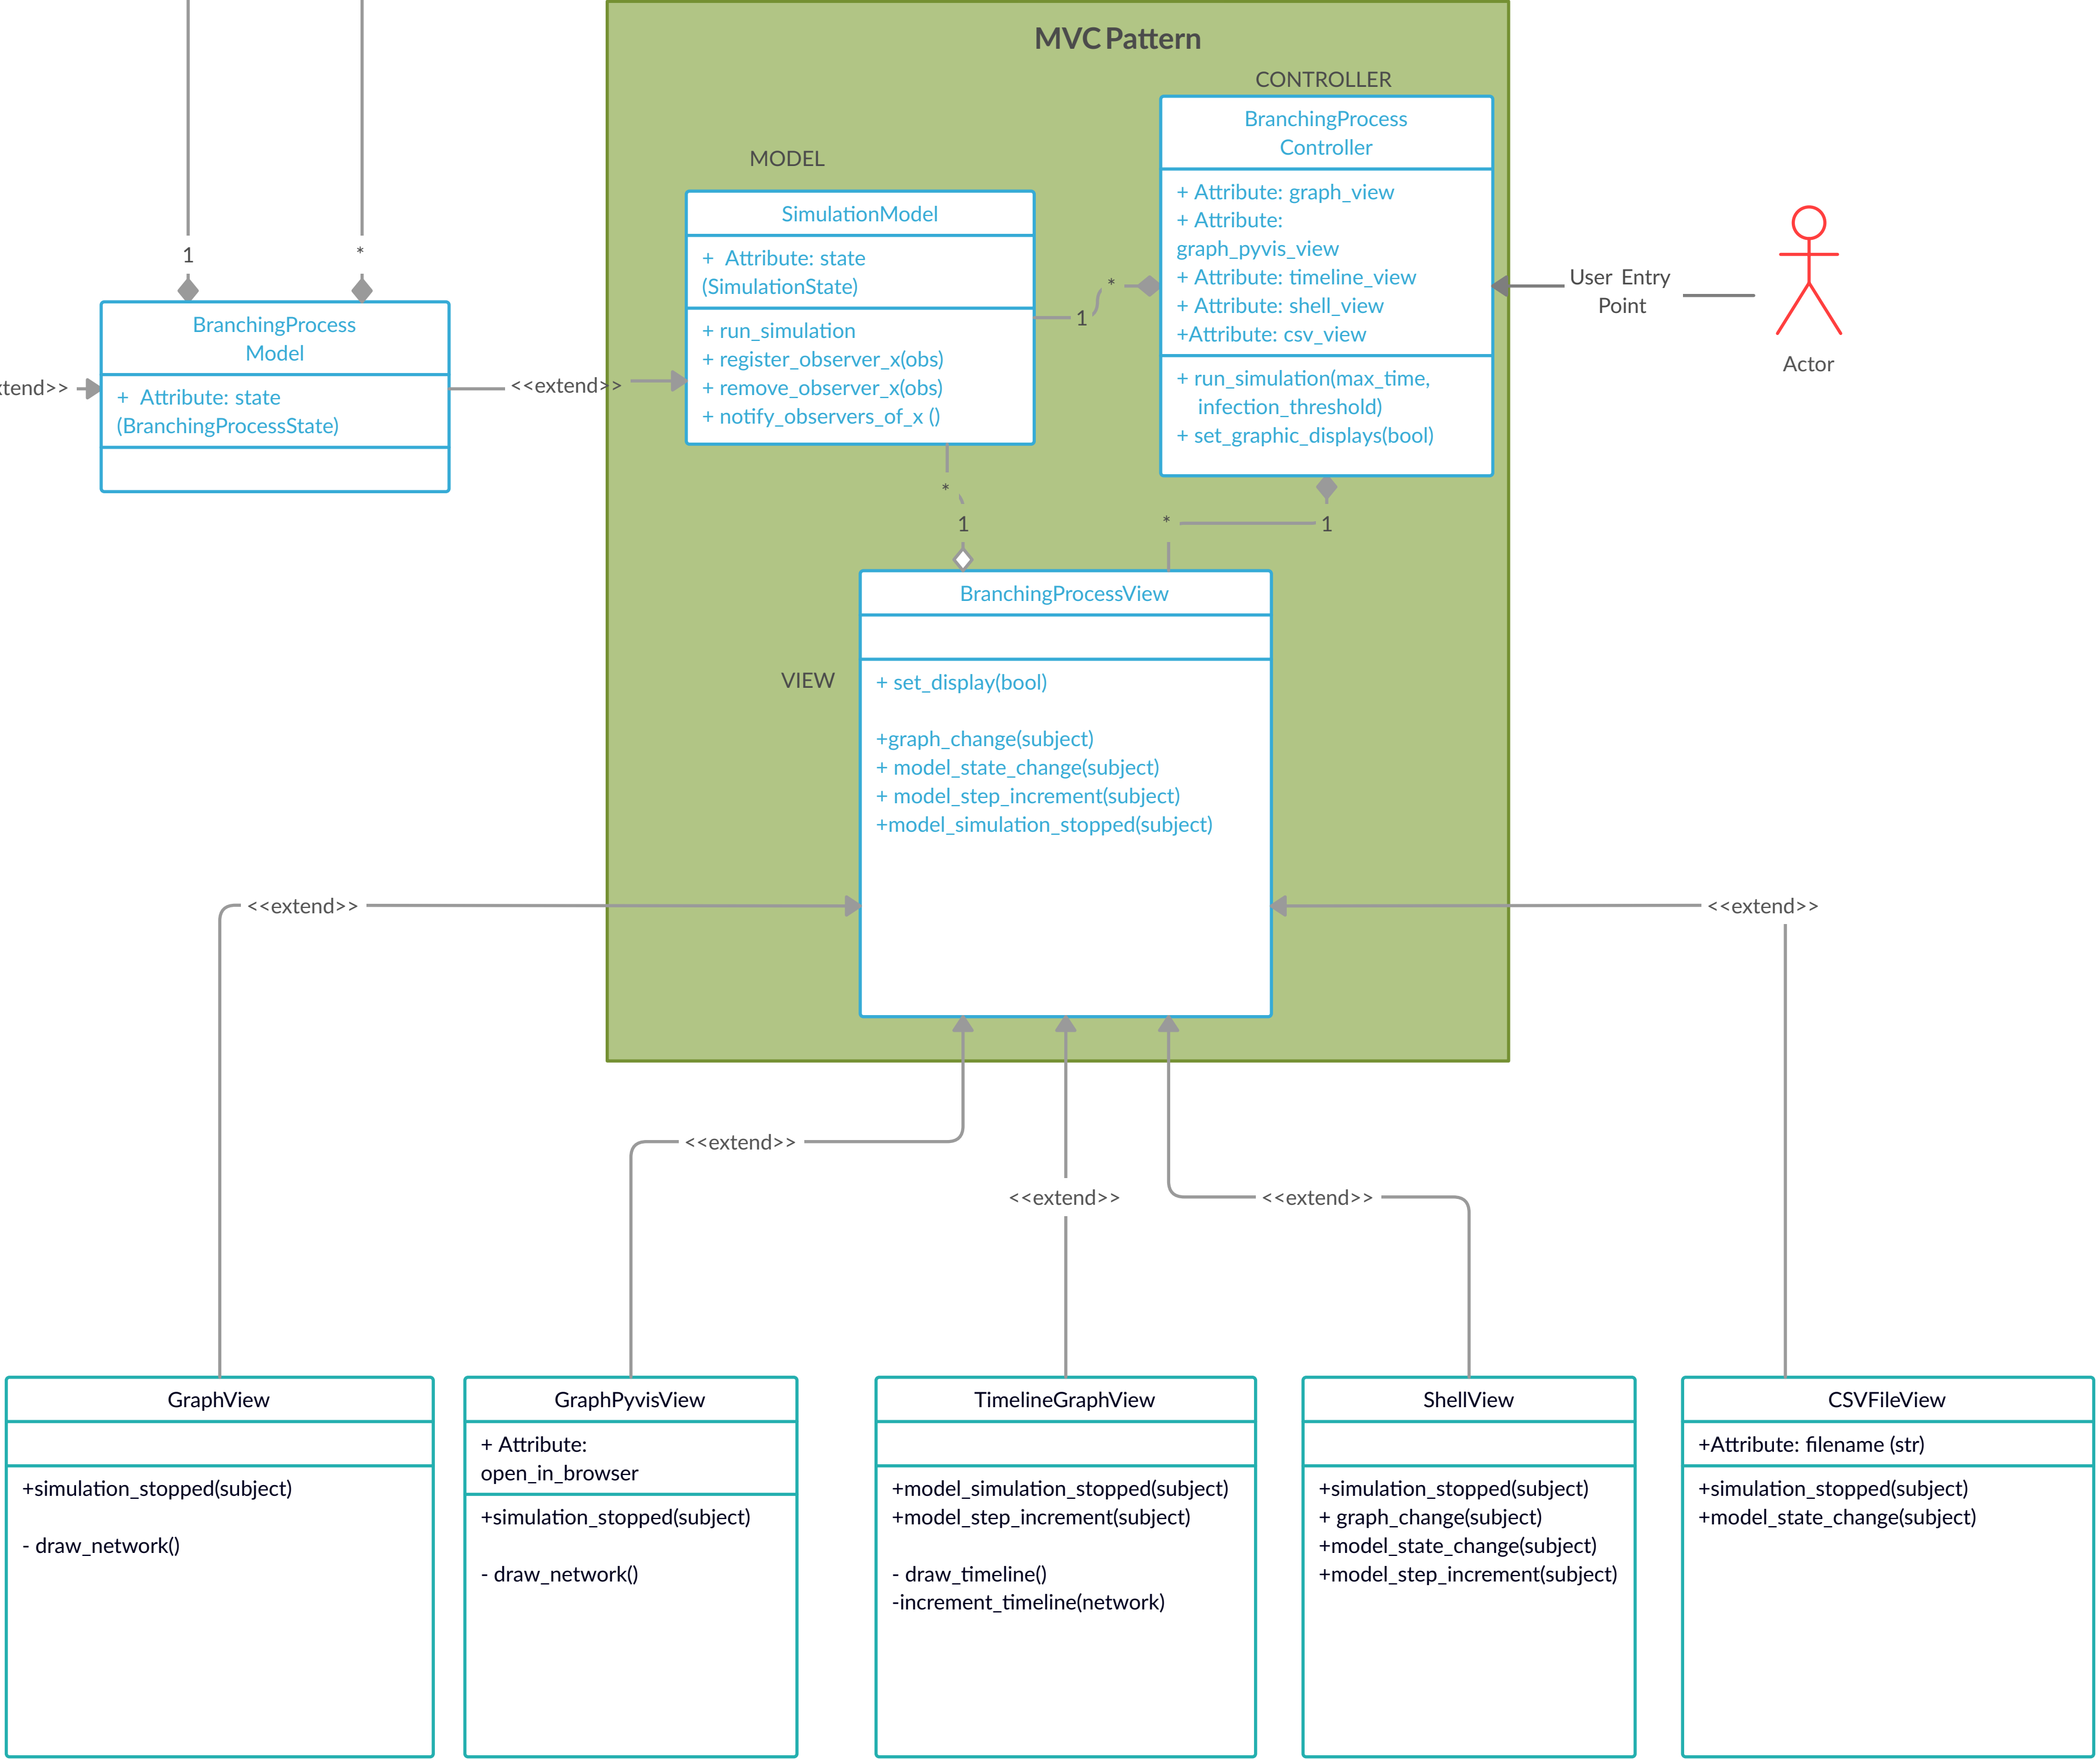 MVC Pattern
CONTROLLER
BranchingProcess
Controller
+ Attribute: graph_view
+ Attribute:
graph_pyvis_view
+ Attribute: timeline_view
+ Attribute: shell_view
+Attribute: csv_view
+ run_simulation(max_time,
infection_threshold)
+ set_graphic_displays(bool)
MODEL
SimulationModel
+ Attribute: state
(SimulationState)
+ run_simulation
+ register_observer_x(obs)
+ remove_observer_x(obs)
+ notify_observers_of_x ()
1
*
User Entry
Point
Actor
1
*
BranchingProcess
Model
+ Attribute: state
(BranchingProcessState)
xtend>>
<<extend>>
*
1
*
1
BranchingProcessView
VIEW
+ set_display(bool)
+graph_change(subject)
+ model_state_change(subject)
+ model_step_increment(subject)
+model_simulation_stopped(subject)
<<extend>>
<<extend>>
<<extend>>
<<extend>>
<<extend>>
GraphView
+simulation_stopped(subject)
- draw_network()
GraphPyvisView
+ Attribute:
open_in_browser
+simulation_stopped(subject)
- draw_network()
TimelineGraphView
+model_simulation_stopped(subject)
+model_step_increment(subject)
- draw_timeline()
-increment_timeline(network)
ShellView
+simulation_stopped(subject)
+ graph_change(subject)
+model_state_change(subject)
+model_step_increment(subject)
CSVFileView
+Attribute: filename (str)
+simulation_stopped(subject)
+model_state_change(subject)